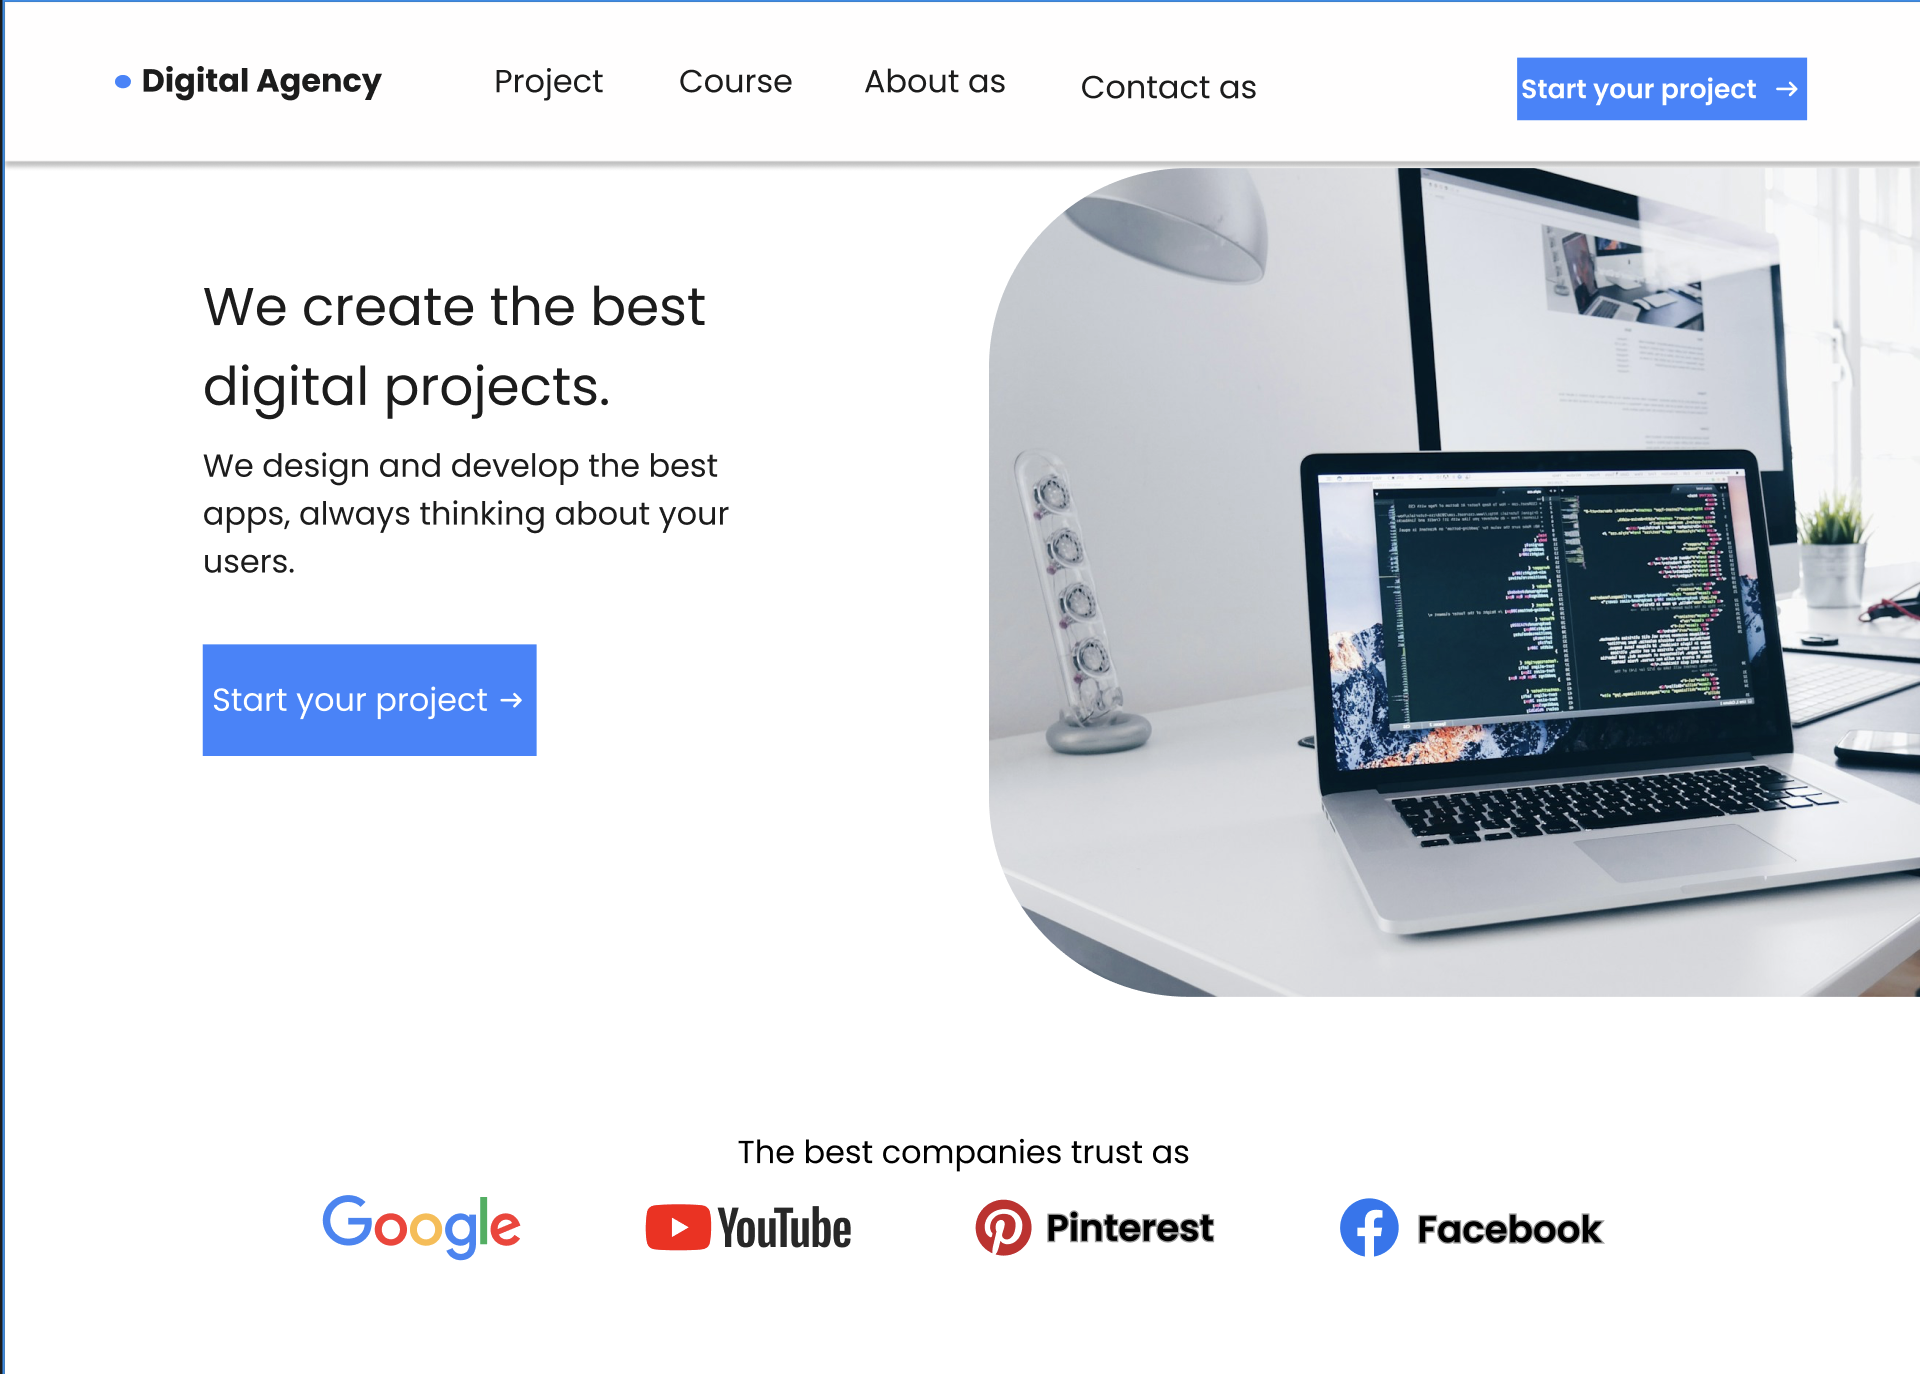 Digital Agency
Project
Course
About as
Contact as
Start your project →
We create the best
digital projects.
We design and develop the best
apps, always thinking about your
users.
Start your project →
The best companies trust as
Google
YouTube
Pinterest
Facebook